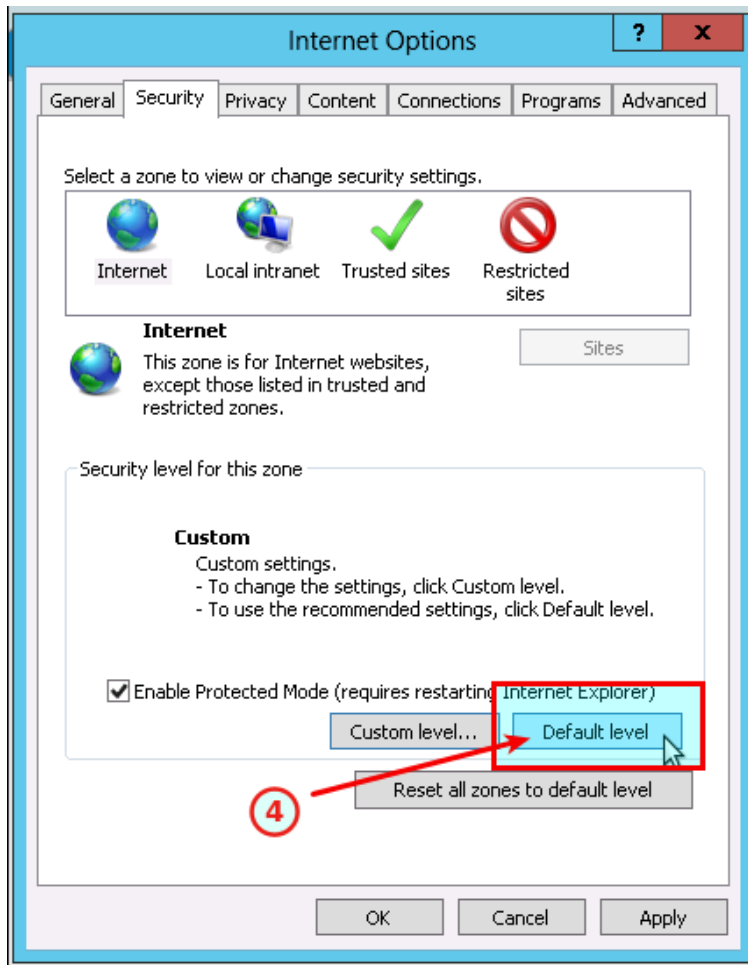 Internet Options
? x
General Security Privacy Content Connections Programs Advanced
Select a zone to view or change security settings.
Internet Local intranet Trusted sites Restricted
sites
Internet
Sites
This zone is for Internet websites,
except those listed in trusted and
restricted zones.
Security level for this zone
Custom
Custom settings.
- To change the settings, click Custom level.
- To use the recommended settings, click Default level.
Enable Protected Mode (requires restarting Internet Explorer)
Custom level... Default level
4
Reset all zones to default level
OK Cancel Apply